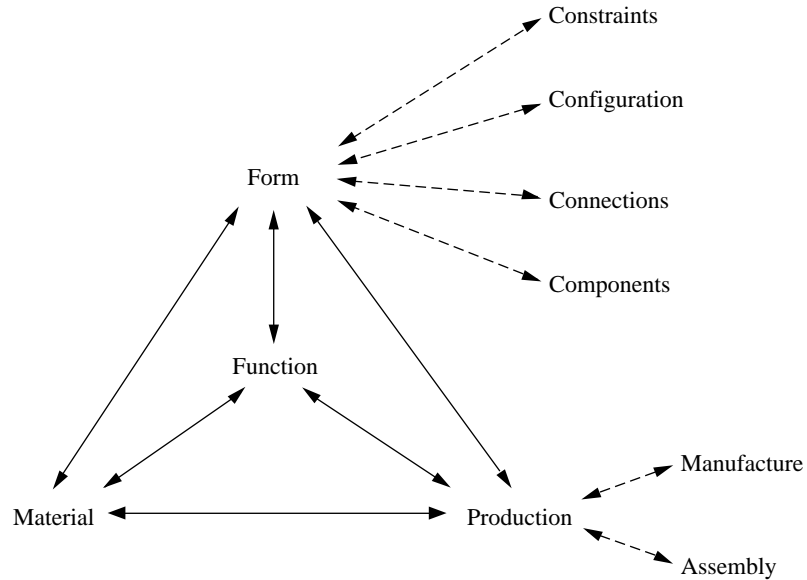 Constraints
Configuration
Form
Connections
Components
Function
Manufacture
Material
Production
Assembly